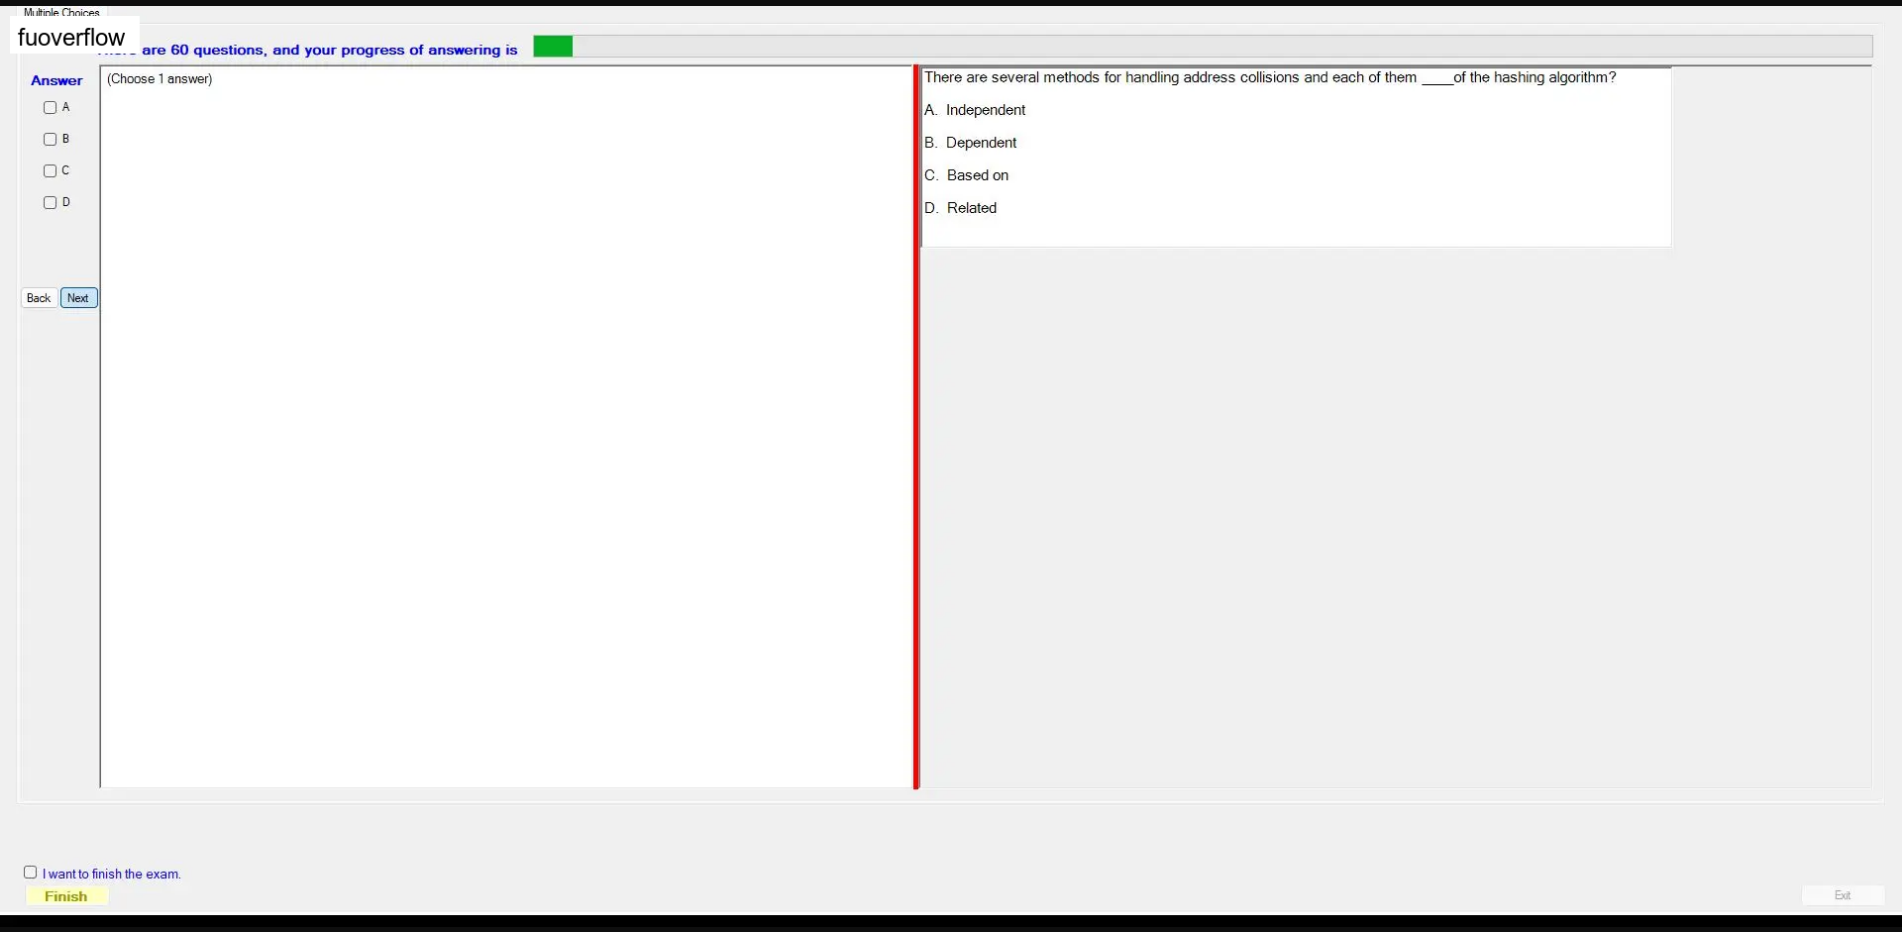 Multiple Choices
fuoverflow
are 60 questions, and your progress of answering is
Answer
(Choose 1 answer)
A
B
C
D
Back Next
There are several methods for handling address collisions and each of them ____of the hashing algorithm?
A. Independent
B. Dependent
C. Based on
D. Related
I want to finish the exam.
Finish
Exit